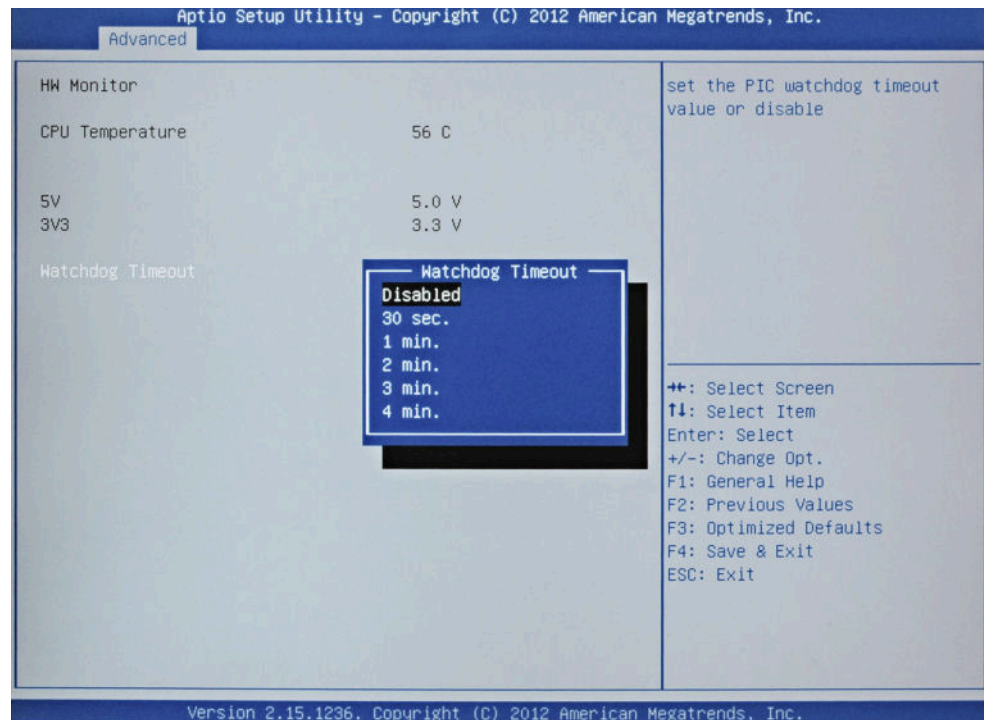 Aptio Setup Utility - Copyright (C) 2012 American Megatrends, Inc.
Advanced
HW Monitor
CPU Temperature 56 C
5V 5.0 V
3V3 3.3 V
Watchdog Timeout
Watchdog Timeout
Disabled
30 sec.
1 min.
2 min.
3 min.
4 min.
set the PIC watchdog timeout
value or disable
→←: Select Screen
↑↓: Select Item
Enter: Select
+/-: Change Opt.
F1: General Help
F2: Previous Values
F3: Optimized Defaults
F4: Save & Exit
ESC: Exit
Version 2.15.1236. Copyright (C) 2012 American Megatrends, Inc.